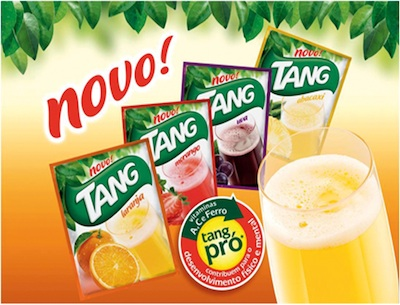 novo!
novo!
TANG
abacaxi
novo!
TANG
uva
novo!
TANG
morango
novo!
TANG
laranja
vitaminas
A, C e Ferro
tang
pró
contribuem para o
desenvolvimento físico e mental